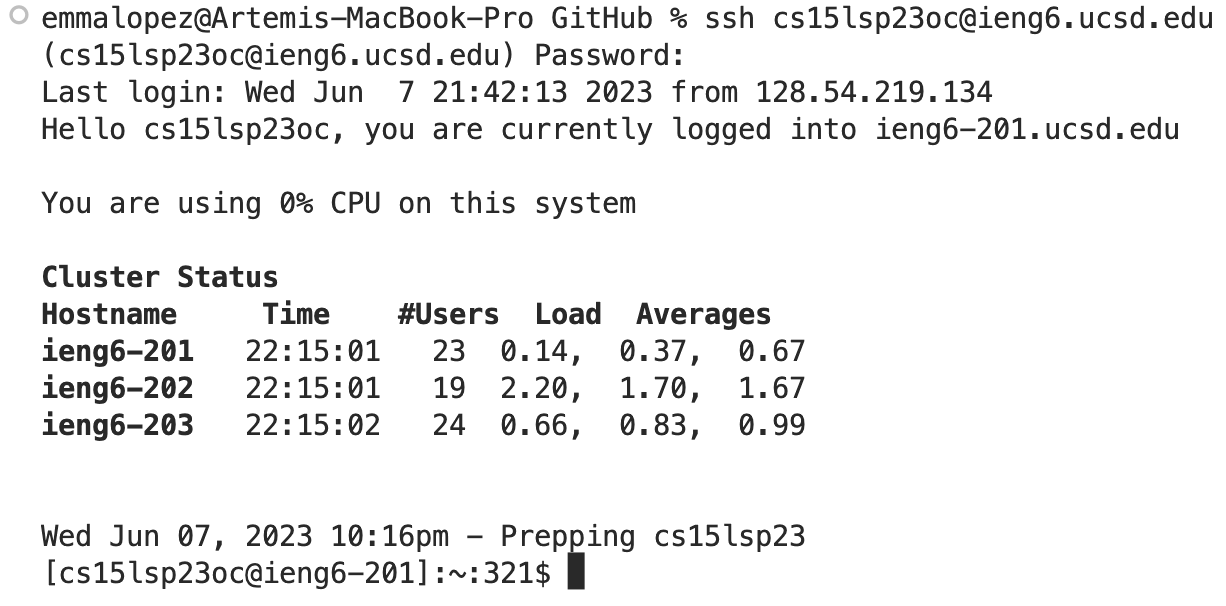 emmalopez@Artemis-MacBook-Pro GitHub % ssh cs15lsp23oc@ieng6.ucsd.edu
(cs15lsp23oc@ieng6.ucsd.edu) Password:
Last login: Wed Jun  7 21:42:13 2023 from 128.54.219.134
Hello cs15lsp23oc, you are currently logged into ieng6-201.ucsd.edu
You are using 0% CPU on this system
Cluster Status
Hostname     Time    #Users  Load  Averages
ieng6-201   22:15:01   23  0.14,  0.37,  0.67
ieng6-202   22:15:01   19  2.20,  1.70,  1.67
ieng6-203   22:15:02   24  0.66,  0.83,  0.99
Wed Jun 07, 2023 10:16pm - Prepping cs15lsp23
[cs15lsp23oc@ieng6-201]:~:321$